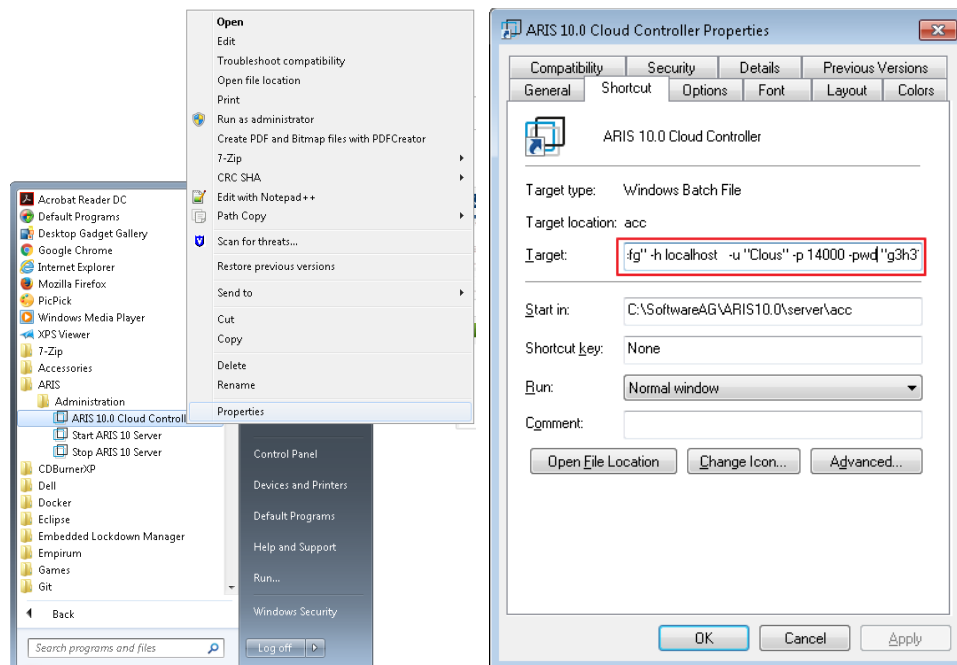 Open
Edit
Troubleshoot compatibility
Open file location
Print
Run as administrator
Create PDF and Bitmap files with PDFCreator
7-Zip
CRC SHA
Edit with Notepad++
Path Copy
Scan for threats...
Restore previous versions
Send to
Cut
Copy
Delete
Rename
Properties
Acrobat Reader DC
Default Programs
Desktop Gadget Gallery
Google Chrome
Internet Explorer
Mozilla Firefox
PicPick
Windows Media Player
XPS Viewer
7-Zip
Accessories
ARIS
Administration
ARIS 10.0 Cloud Controll
Start ARIS 10 Server
Stop ARIS 10 Server
CDBurnerXP
Dell
Docker
Eclipse
Embedded Lockdown Manager
Empirum
Games
Git
Back
Search programs and files
Control Panel
Devices and Printers
Default Programs
Help and Support
Run...
Windows Security
Log off
ARIS 10.0 Cloud Controller Properties
Compatibility Security Details Previous Versions
General Shortcut Options Font Layout Colors
ARIS 10.0 Cloud Controller
Target type: Windows Batch File
Target location: acc
Target: :fg" -h localhost -u "Clous" -p 14000 -pwd "g3h3
Start in: C:\SoftwareAG\ARIS10.0\server\acc
Shortcut key: None
Run: Normal window
Comment:
Open File Location Change Icon... Advanced...
OK Cancel Apply